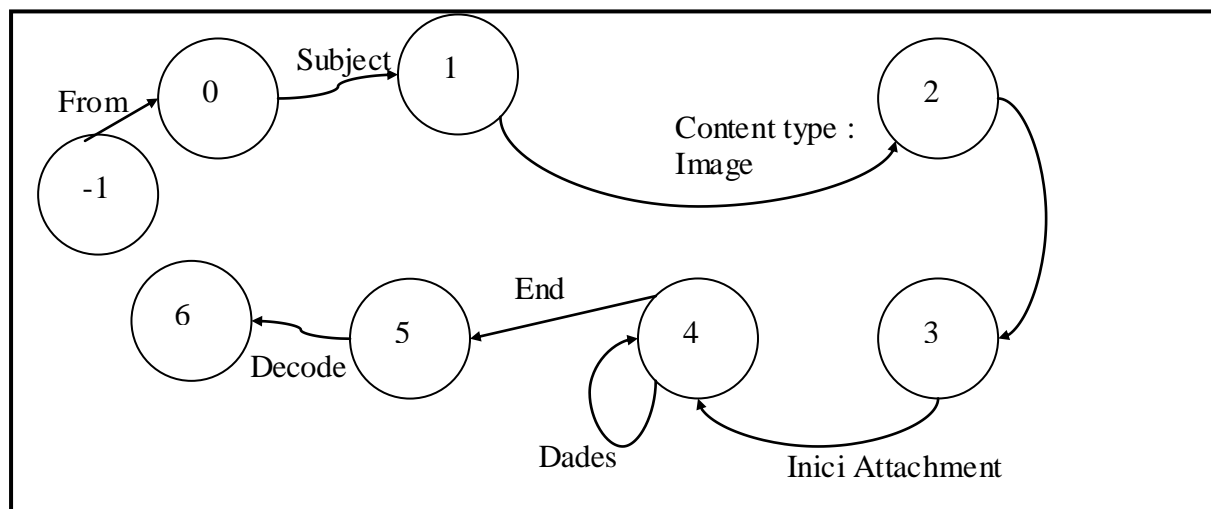 Subject
1
0
2
From
Content type :
Image
-1
End
6
5
4
3
Decode
Dades
Inici Attachment